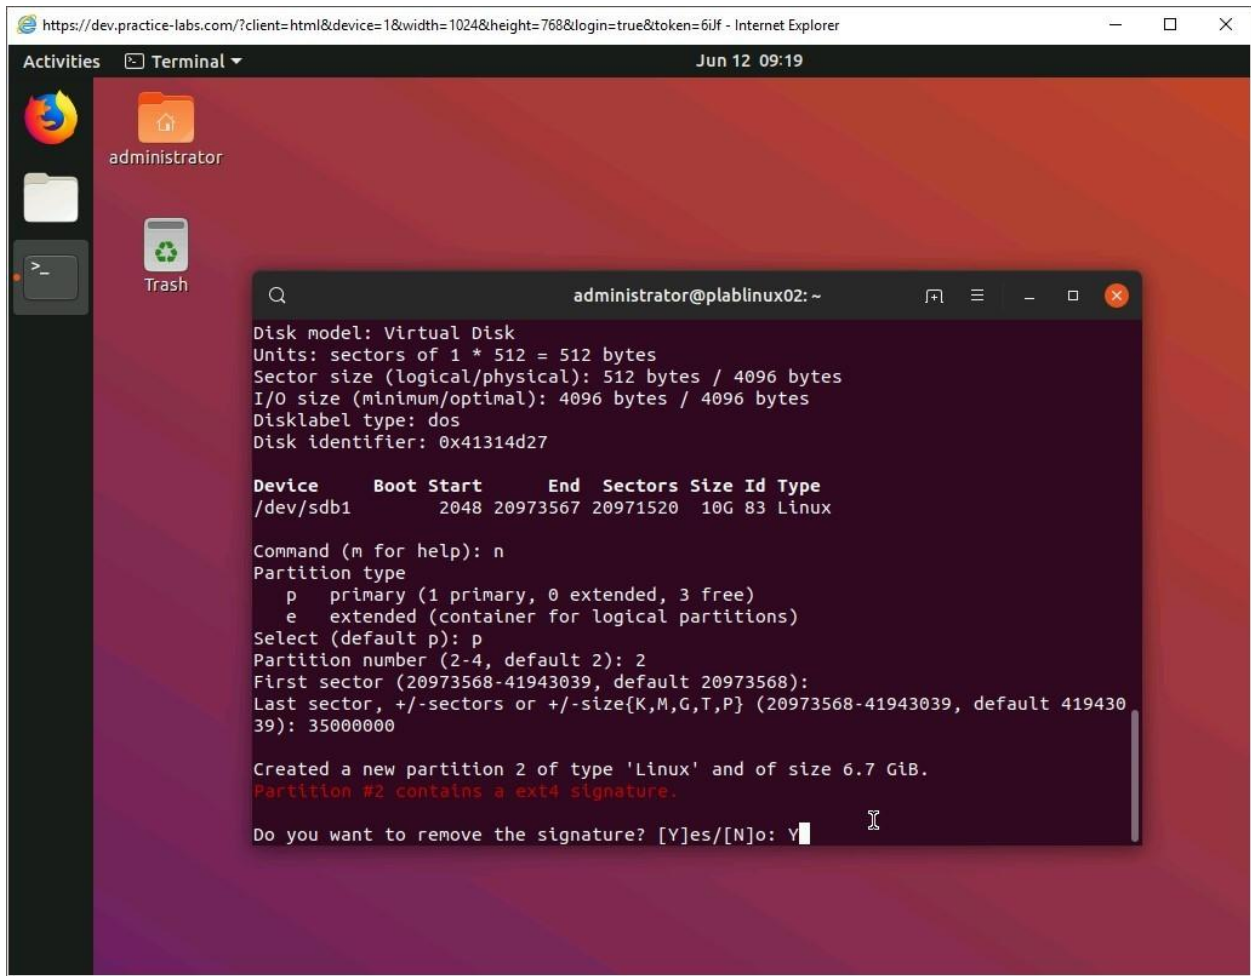 https://dev.practice-labs.com/?client=html&device=1&width=1024&height=768&login=true&token=6iJf - Internet Explorer
Activities Terminal Jun 12 09:19
administrator
Trash
administrator@plablinux02: ~
Disk model: Virtual Disk
Units: sectors of 1 * 512 = 512 bytes
Sector size (logical/physical): 512 bytes / 4096 bytes
I/O size (minimum/optimal): 4096 bytes / 4096 bytes
Disklabel type: dos
Disk identifier: 0x41314d27
Device     Boot Start      End  Sectors Size Id Type
/dev/sdb1        2048 20973567 20971520  10G 83 Linux
Command (m for help): n
Partition type
   p   primary (1 primary, 0 extended, 3 free)
   e   extended (container for logical partitions)
Select (default p): p
Partition number (2-4, default 2): 2
First sector (20973568-41943039, default 20973568):
Last sector, +/-sectors or +/-size{K,M,G,T,P} (20973568-41943039, default 419430
39): 35000000
Created a new partition 2 of type 'Linux' and of size 6.7 GiB.
Partition #2 contains a ext4 signature.
Do you want to remove the signature? [Y]es/[N]o: Y